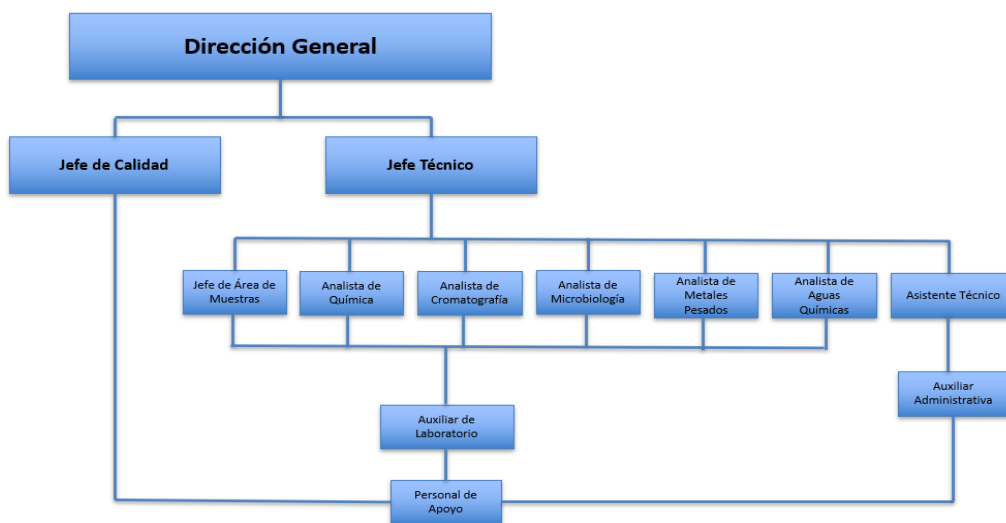 Dirección General
Jefe de Calidad
Jefe Técnico
Jefe de Área de
Muestras
Analista de
Química
Analista de
Cromatografía
Analista de
Microbiología
Analista de
Metales
Pesados
Analista de
Aguas
Químicas
Asistente Técnico
Auxiliar
Administrativa
Auxiliar de
Laboratorio
Personal de
Apoyo